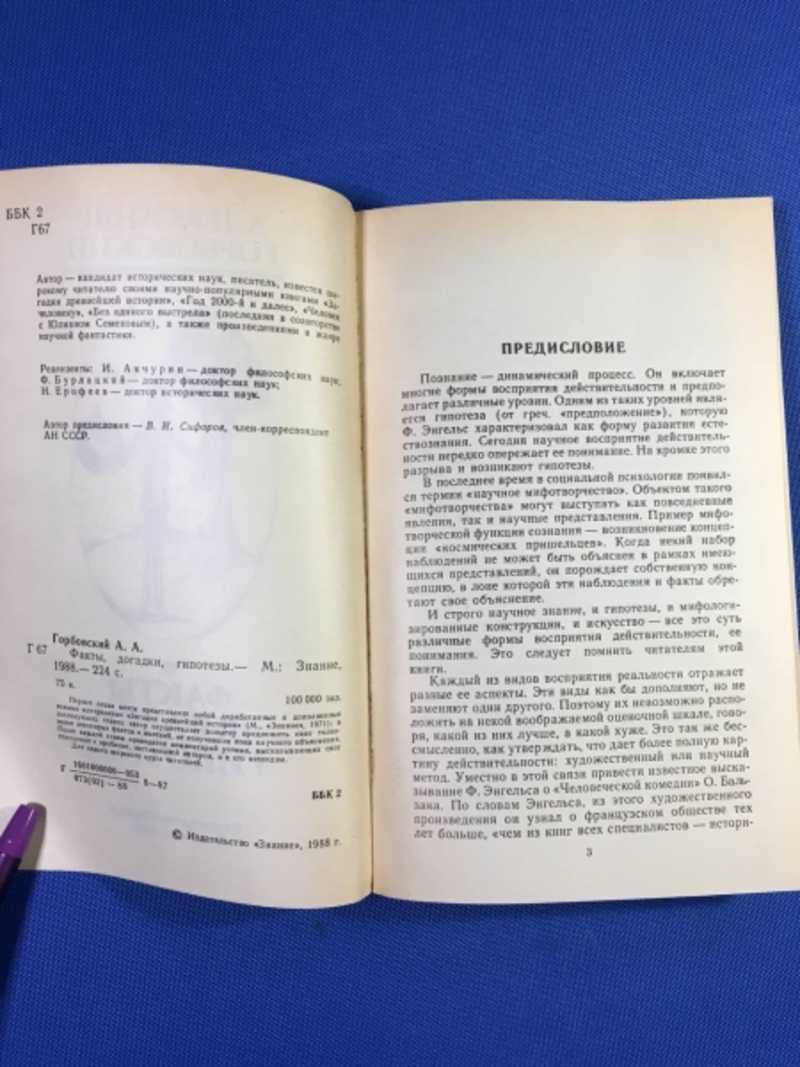 ББК 2
Г67
Автор — кандидат исторических наук, писатель, известен широкому читателю своими научно-популярными книгами «Загадки древнейшей истории», «Год 2000-й и далее», «Человек
человеку», «Без единого выстрела» (последняя в соавторстве
с Юлианом Семеновым), а также произведениями в жанре
научной фантастики.
Рецензенты: И. Акчурин — доктор философских наук;
Ф. Бурлацкий — доктор философских наук;
Н. Ерофеев — доктор исторических наук.
Автор предисловия — В. И. Сифоров, член-корреспондент
АН СССР.
Горбовский А. А.
Г 67 Факты, догадки, гипотезы.— М.: Знание,
1988.— 224 с.
75 к. 100 000 экз.
Для самого широкого круга читателей.
ББК 2
© Издательство «Знание», 1988 г.
ПРЕДИСЛОВИЕ
Познание — динамический процесс. Он включает
многие формы восприятия действительности и предпо-
лагает различные уровни. Одним из таких уровней явля-
ется гипотеза (от греч. «предположение»), которую
Ф. Энгельс характеризовал как форму развития есте-
ствознания. Сегодня научное восприятие действитель-
ности нередко опережает ее понимание. На кромке этого
разрыва и возникают гипотезы.
В последнее время в социальной психологии появил-
ся термин «научное мифотворчество». Объектом такого
«мифотворчества» могут выступать как повседневные
явления, так и научные представления. Пример мифо-
творческой функции сознания — возникновение концеп-
ции «космических пришельцев». Когда некий набор
наблюдений не может быть объяснен в рамках имею-
щихся представлений, он порождает собственную кон-
цепцию, в лоне которой эти наблюдения и факты обре-
тают свое объяснение.
И строго научное знание, и гипотезы, и мифологи-
зированные конструкции, и искусство — все это суть
различные формы восприятия действительности, ее
понимания. Это следует помнить читателям этой
книги.
Каждый из видов восприятия реальности отражает
разные ее аспекты. Эти виды как бы дополняют, но не
заменяют один другого. Поэтому их невозможно распо-
ложить на некой воображаемой оценочной шкале, гово-
ря, какой из них лучше, а какой хуже. Это так же бес-
смысленно, как утверждать, что дает более полную кар-
тину действительности: художественный или научный
метод. Уместно в этой связи привести известное выска-
зывание Ф. Энгельса о «Человеческой комедии» О. Баль-
зака. По словам Энгельса, из этого художественного
произведения он узнал о французском обществе тех
лет больше, «чем из книг всех специалистов — истори-
3